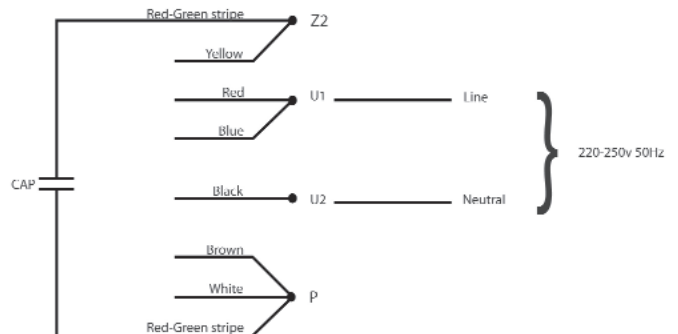 Red-Green stripe Z2
Yellow
Red U1 Line
Blue
220-250v 50Hz
CAP
Black U2 Neutral
Brown
White P
Red-Green stripe